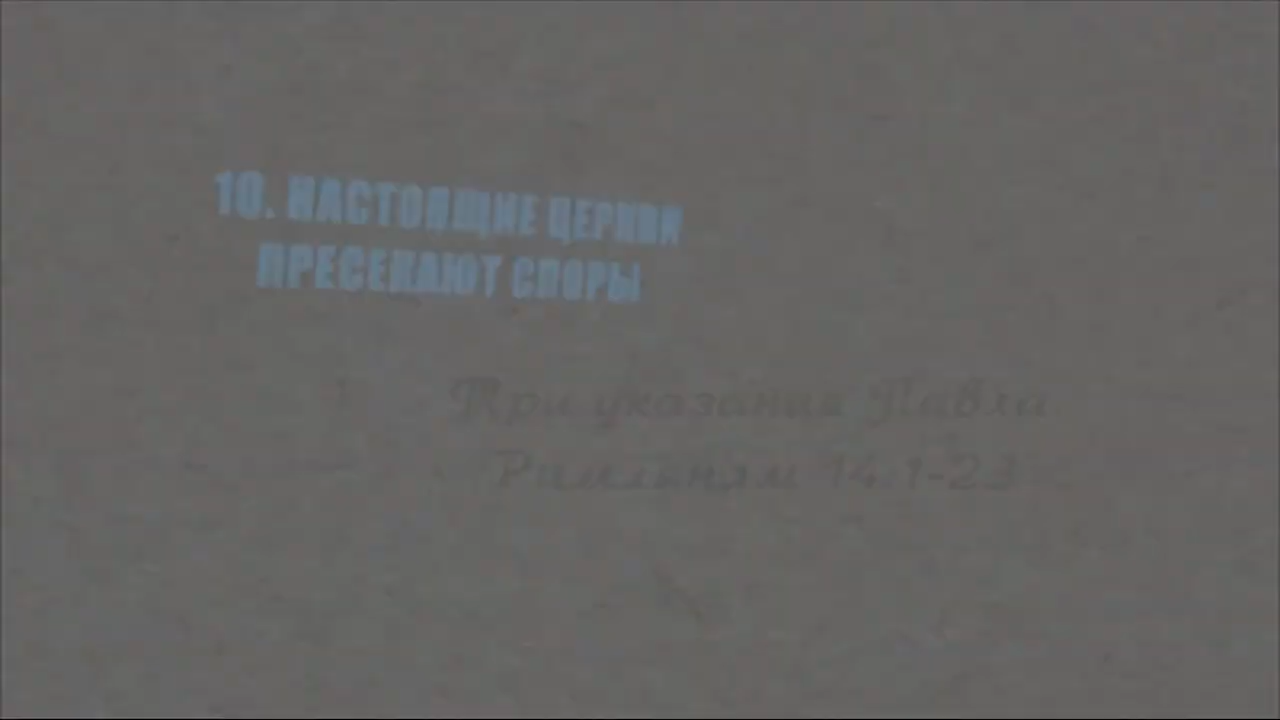 10. НАСТОЯЩИЕ ЦЕРКВИ
ПРЕСЕКАЮТ СПОРЫ
Три указания Павла
Римлянам 14:1-23